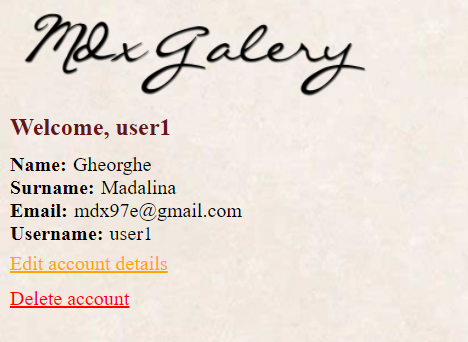 Mdx Galery
Welcome, user1
Name: Gheorghe
Surname: Madalina
Email: mdx97e@gmail.com
Username: user1
Edit account details
Delete account